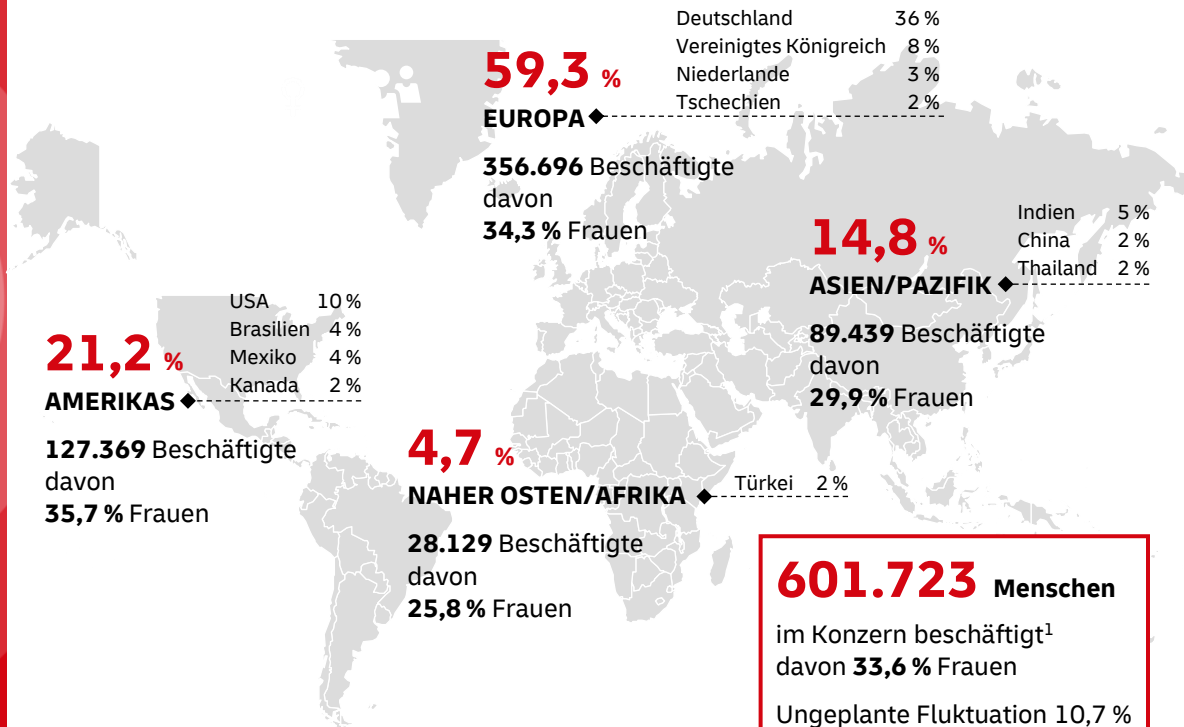 59,3 %
EUROPA
Deutschland 36 %
Vereinigtes Königreich 8 %
Niederlande 3 %
Tschechien 2 %
356.696 Beschäftigte
davon
34,3 % Frauen
14,8 %
ASIEN/PAZIFIK
Indien 5 %
China 2 %
Thailand 2 %
89.439 Beschäftigte
davon
29,9 % Frauen
21,2 %
AMERIKAS
USA 10 %
Brasilien 4 %
Mexiko 4 %
Kanada 2 %
127.369 Beschäftigte
davon
35,7 % Frauen
4,7 %
NAHER OSTEN/AFRIKA
Türkei 2 %
28.129 Beschäftigte
davon
25,8 % Frauen
601.723 Menschen
im Konzern beschäftigt¹
davon 33,6 % Frauen
Ungeplante Fluktuation 10,7 %